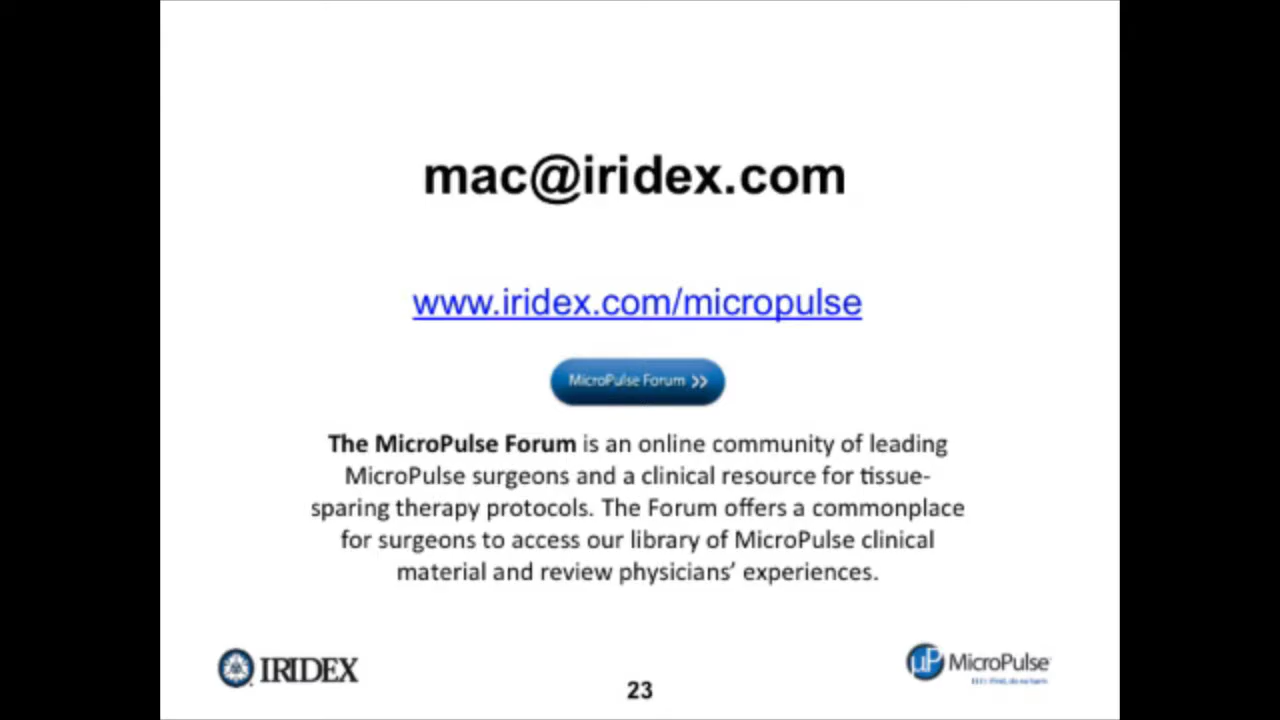 mac@iridex.com
www.iridex.com/micropulse
MicroPulse Forum >>
The MicroPulse Forum is an online community of leading
MicroPulse surgeons and a clinical resource for tissue-
sparing therapy protocols. The Forum offers a commonplace
for surgeons to access our library of MicroPulse clinical
material and review physicians’ experiences.
IRIDEX
µP MicroPulse
23